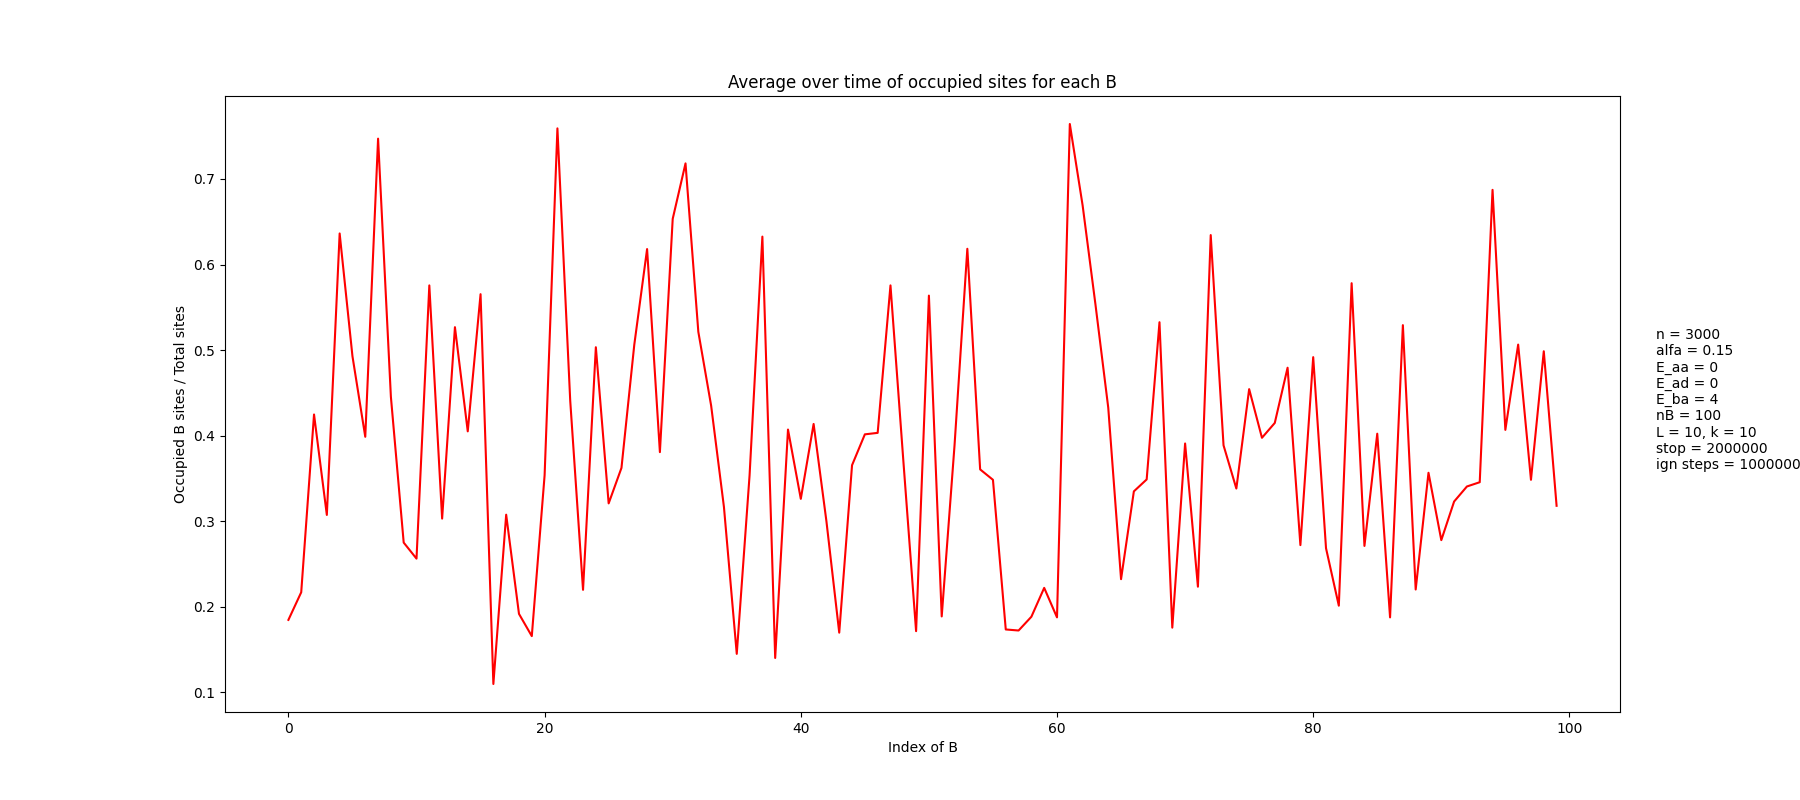 Average over time of occupied sites for each B
Occupied B sites / Total sites
0.7
0.6
0.5
0.4
0.3
0.2
0.1
0 20 40 60 80 100
Index of B
n = 3000
alfa = 0.15
E_aa = 0
E_ad = 0
E_ba = 4
nB = 100
L = 10, k = 10
stop = 2000000
ign steps = 1000000